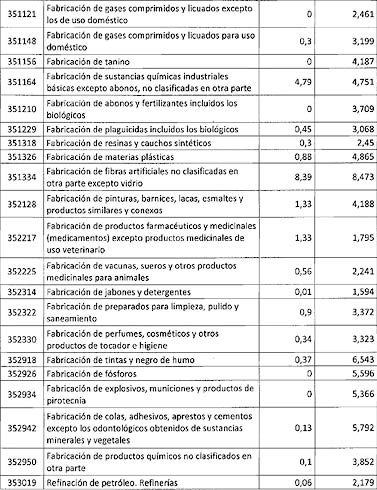 351121 Fabricación de gases comprimidos y licuados excepto los de uso doméstico 0 2,461
351148 Fabricación de gases comprimidos y licuados para uso doméstico 0,3 3,199
351156 Fabricación de tanino 0 4,187
351164 Fabricación de sustancias químicas industriales básicas excepto abonos, no clasificadas en otra parte 4,79 4,751
351210 Fabricación de abonos y fertilizantes incluidos los biológicos 0 3,709
351229 Fabricación de plaguicidas incluidos los biológicos 0,45 3,068
351318 Fabricación de resinas y cauchos sintéticos 0,3 2,45
351326 Fabricación de materias plásticas 0,88 4,865
351334 Fabricación de fibras artificiales no clasificadas en otra parte excepto vidrio 8,39 8,473
352128 Fabricación de pinturas, barnices, lacas, esmaltes y productos similares y conexos 1,33 4,188
352217 Fabricación de productos farmacéuticos y medicinales (medicamentos) excepto productos medicinales de uso veterinario 1,33 1,795
352225 Fabricación de vacunas, sueros y otros productos medicinales para animales 0,56 2,241
352314 Fabricación de jabones y detergentes 0,01 1,594
352322 Fabricación de preparados para limpieza, pulido y saneamiento 0,9 3,372
352330 Fabricación de perfumes, cosméticos y otros productos de tocador e higiene 0,34 3,323
352918 Fabricación de tintas y negro de humo 0,37 6,543
352926 Fabricación de fósforos 0 5,596
352934 Fabricación de explosivos, municiones y productos de pirotecnia 0 5,366
352942 Fabricación de colas, adhesivos, aprestos y cementos excepto los odontológicos obtenidos de sustancias minerales y vegetales 0,13 5,792
352950 Fabricación de productos químicos no clasificados en otra parte 0,1 3,852
353019 Refinación de petróleo. Refinerías 0,06 2,179